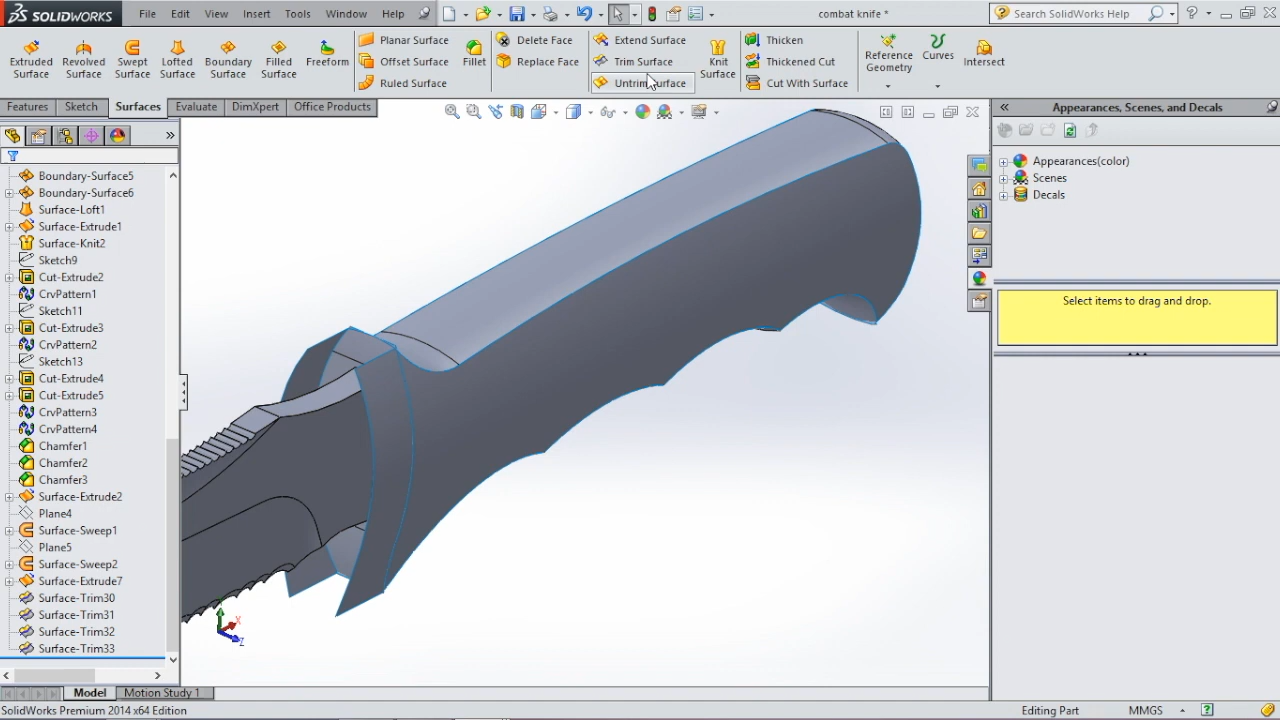 SOLIDWORKS File Edit View Insert Tools Window Help combat knife * Search SolidWorks Help
Extruded Surface Revolved Surface Swept Surface Lofted Surface Boundary Surface Filled Surface Freeform
Planar Surface
Offset Surface
Ruled Surface
Fillet
Delete Face
Replace Face
Extend Surface
Trim Surface
Untrim Surface
Knit Surface
Thicken
Thickened Cut
Cut With Surface
Reference Geometry
Curves
Intersect
Features Sketch Surfaces Evaluate DimXpert Office Products
Boundary-Surface5
Boundary-Surface6
Surface-Loft1
Surface-Extrude1
Surface-Knit2
Sketch9
Cut-Extrude2
CrvPattern1
Sketch11
Cut-Extrude3
CrvPattern2
Sketch13
Cut-Extrude4
Cut-Extrude5
CrvPattern3
CrvPattern4
Chamfer1
Chamfer2
Chamfer3
Surface-Extrude2
Plane4
Surface-Sweep1
Plane5
Surface-Sweep2
Surface-Extrude7
Surface-Trim30
Surface-Trim31
Surface-Trim32
Surface-Trim33
X
Z
Appearances, Scenes, and Decals
Appearances(color)
Scenes
Decals
Select items to drag and drop.
Model Motion Study 1
SolidWorks Premium 2014 x64 Edition Editing Part MMGS